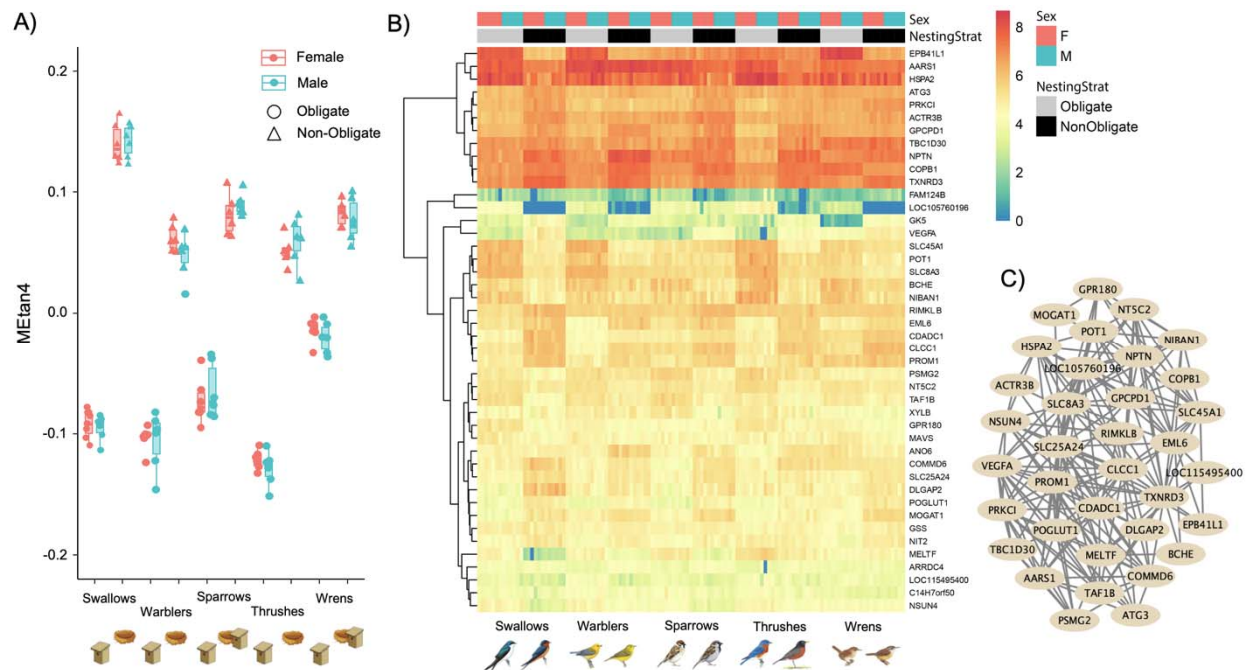 A)
Female
Male
Obligate
Non-Obligate
MEtan4
0.2
0.1
0.0
-0.1
-0.2
Swallows
Warblers
Sparrows
Thrushes
Wrens
B)
Sex
NestingStrat
EPB41L1
AARS1
HSPA2
ATG3
PRKCI
ACTR3B
GPCPD1
TBC1D30
NPTN
COPB1
TXNRD3
FAM124B
LOC105760196
GK5
VEGFA
SLC45A1
POT1
SLC8A3
BCHE
NIBAN1
RIMKLB
EML6
CDADC1
CLCC1
PROM1
PSMG2
NT5C2
TAF1B
XYLB
GPR180
MAVS
ANO6
COMMD6
SLC25A24
DLGAP2
POGLUT1
MOGAT1
GSS
NIT2
MELTF
ARRDC4
LOC115495400
C14H7orf50
NSUN4
Swallows
Warblers
Sparrows
Thrushes
Wrens
8
6
4
2
0
Sex
F
M
NestingStrat
Obligate
NonObligate
C)
GPR180
MOGAT1
NT5C2
POT1
HSPA2
NIBAN1
NPTN
LOC105760196
COPB1
ACTR3B
SLC8A3
GPCPD1
SLC45A1
NSUN4
RIMKLB
SLC25A24
EML6
VEGFA
CLCC1
LOC115495400
PROM1
TXNRD3
PRKCI
CDADC1
POGLUT1
DLGAP2
EPB41L1
TBC1D30
MELTF
BCHE
AARS1
COMMD6
TAF1B
PSMG2
ATG3